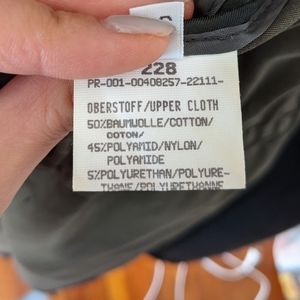 228
PR-001-00408257-22111-
OBERSTOFF/UPPER CLOTH
50%BAUMWOLLE/COTTON/
COTON/
45%POLYAMID/NYLON/
POLYAMIDE
5%POLYURETHAN/POLYURE-
THANE/POLYURETHANNE